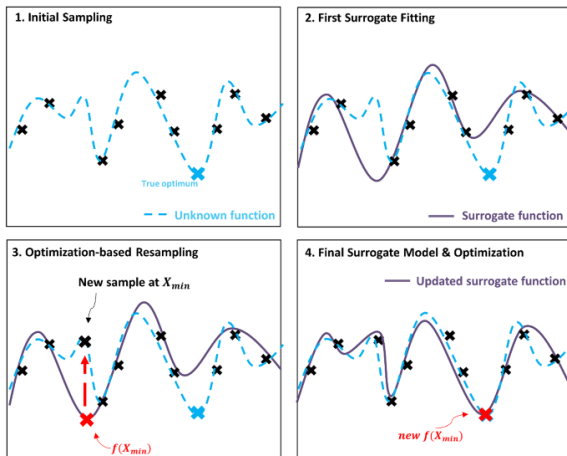 1. Initial Sampling
True optimum
Unknown function
2. First Surrogate Fitting
Surrogate function
3. Optimization-based Resampling
New sample at X_min
f(X_min)
4. Final Surrogate Model & Optimization
Updated surrogate function
new f(X_min)